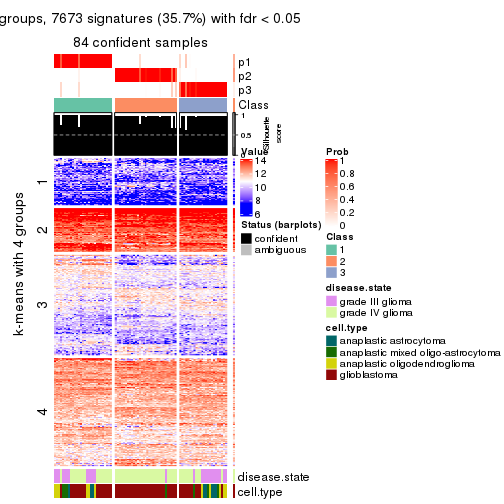 groups, 7673 signatures (35.7%) with fdr < 0.05
84 confident samples
p1
p2
p3
Class
1
0.5
0
Silhouette
score
k-means with 4 groups
1
2
3
4
disease.state
cell.type
Value
14
12
10
8
6
Status (barplots)
confident
ambiguous
Prob
1
0.8
0.6
0.4
0.2
0
Class
1
2
3
disease.state
grade III glioma
grade IV glioma
cell.type
anaplastic astrocytoma
anaplastic mixed oligo-astrocytoma
anaplastic oligodendroglioma
glioblastoma